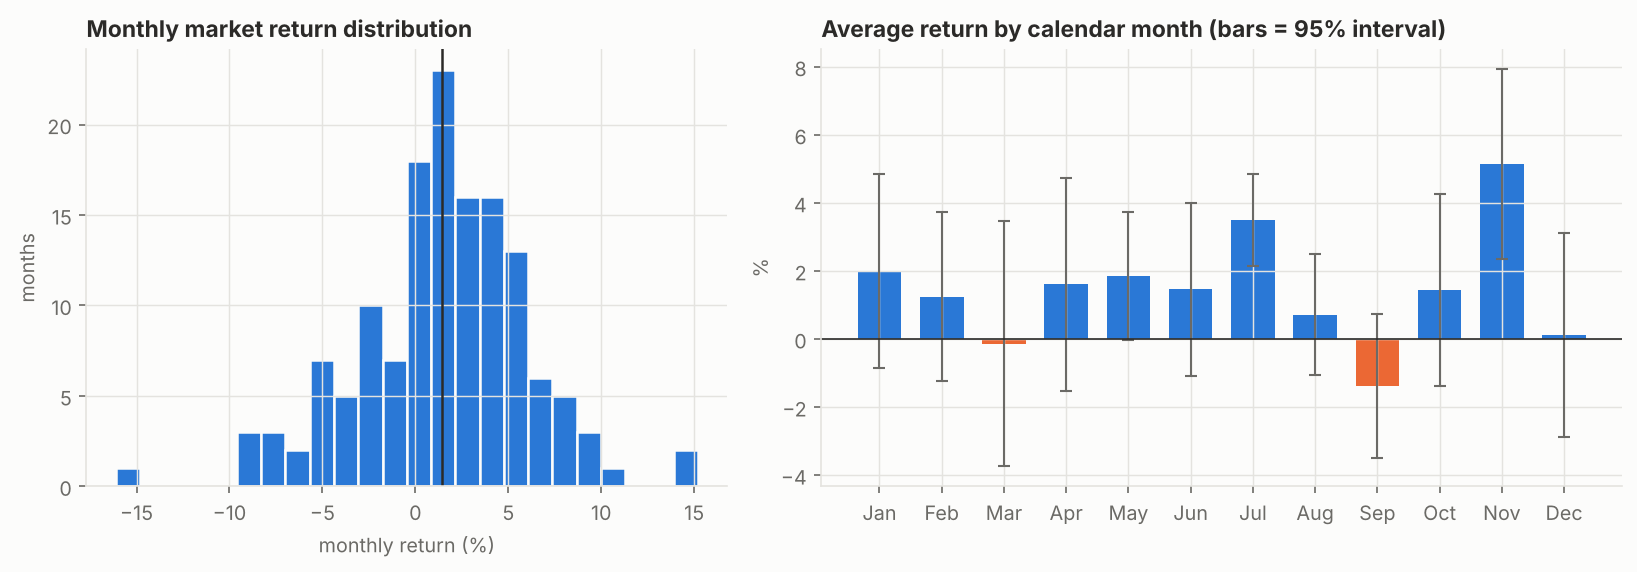 Monthly market return distribution
months
20
15
10
5
0
−15
−10
−5
0
5
10
15
monthly return (%)
Average return by calendar month (bars = 95% interval)
%
8
6
4
2
0
−2
−4
Jan
Feb
Mar
Apr
May
Jun
Jul
Aug
Sep
Oct
Nov
Dec